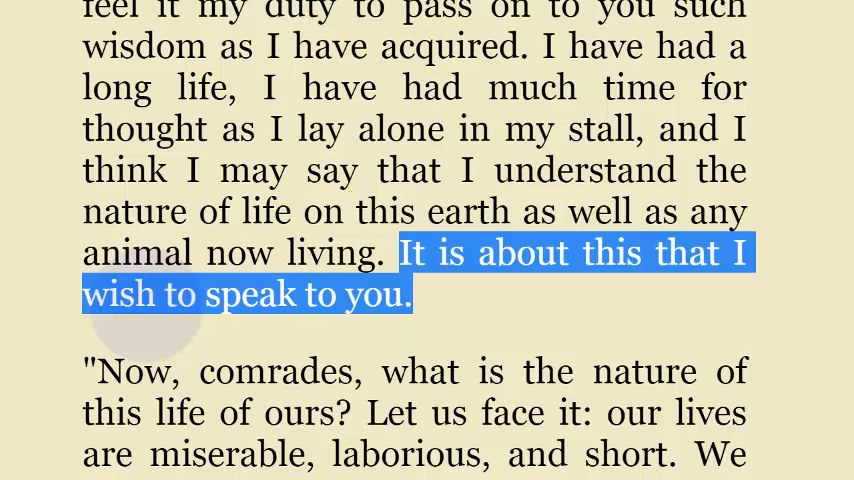 feel it my duty to pass on to you such
wisdom as I have acquired. I have had a
long life, I have had much time for
thought as I lay alone in my stall, and I
think I may say that I understand the
nature of life on this earth as well as any
animal now living. It is about this that I
wish to speak to you.
"Now, comrades, what is the nature of
this life of ours? Let us face it: our lives
are miserable, laborious, and short. We